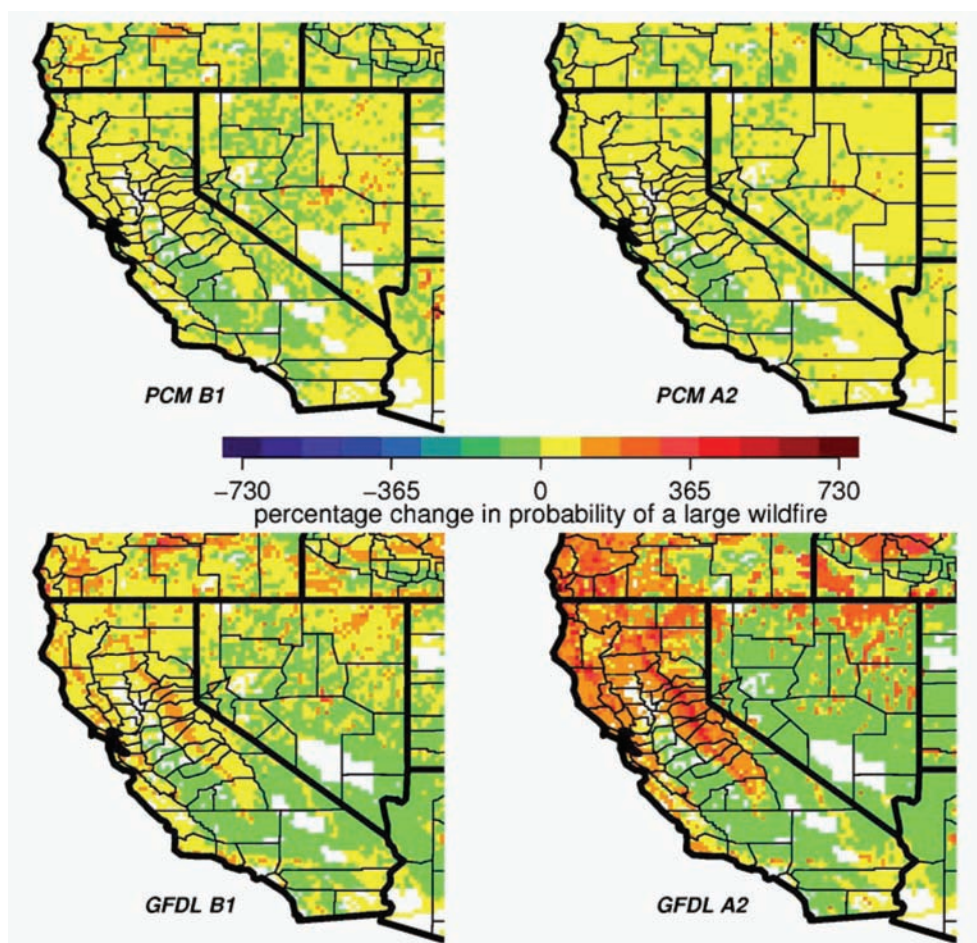 PCM B1
PCM A2
−730 −365 0 365 730
percentage change in probability of a large wildfire
GFDL B1
GFDL A2